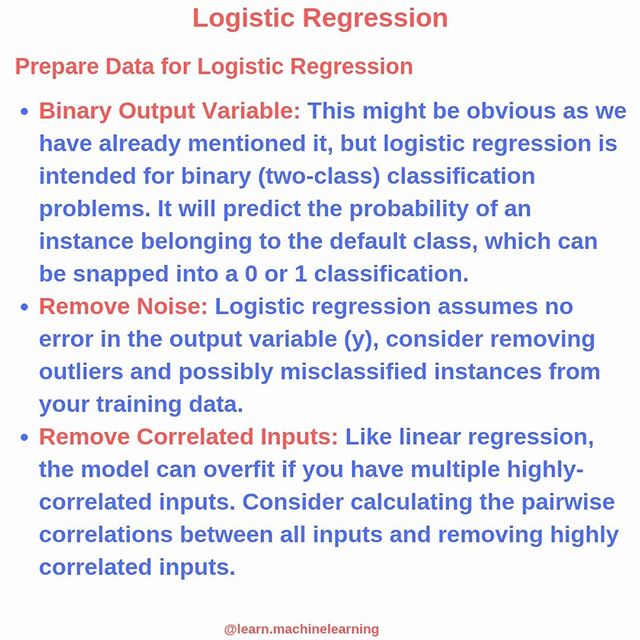 Logistic Regression
Prepare Data for Logistic Regression
• Binary Output Variable: This might be obvious as we
have already mentioned it, but logistic regression is
intended for binary (two-class) classification
problems. It will predict the probability of an
instance belonging to the default class, which can
be snapped into a 0 or 1 classification.
• Remove Noise: Logistic regression assumes no
error in the output variable (y), consider removing
outliers and possibly misclassified instances from
your training data.
• Remove Correlated Inputs: Like linear regression,
the model can overfit if you have multiple highly-
correlated inputs. Consider calculating the pairwise
correlations between all inputs and removing highly
correlated inputs.
@learn.machinelearning